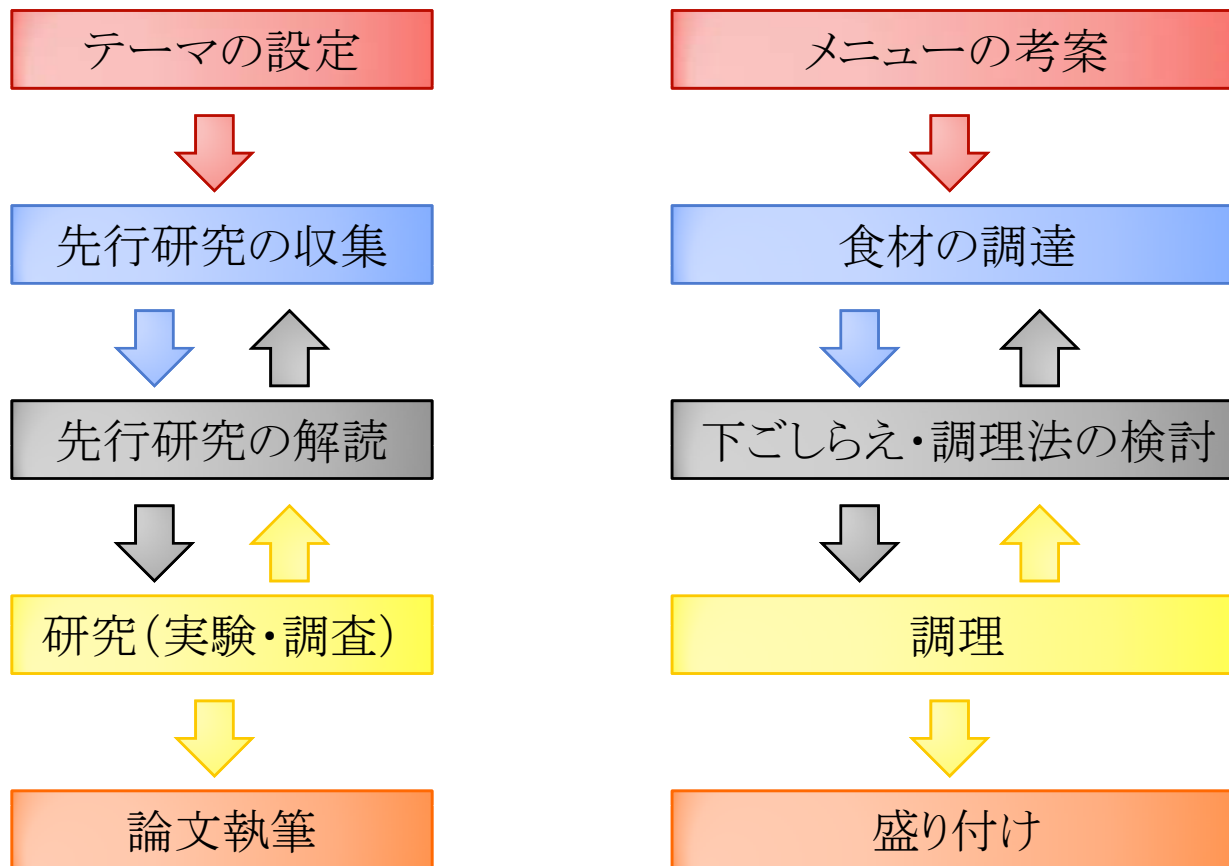 テーマの設定
先行研究の収集
先行研究の解読
研究(実験・調査)
論文執筆
メニューの考案
食材の調達
下ごしらえ・調理法の検討
調理
盛り付け